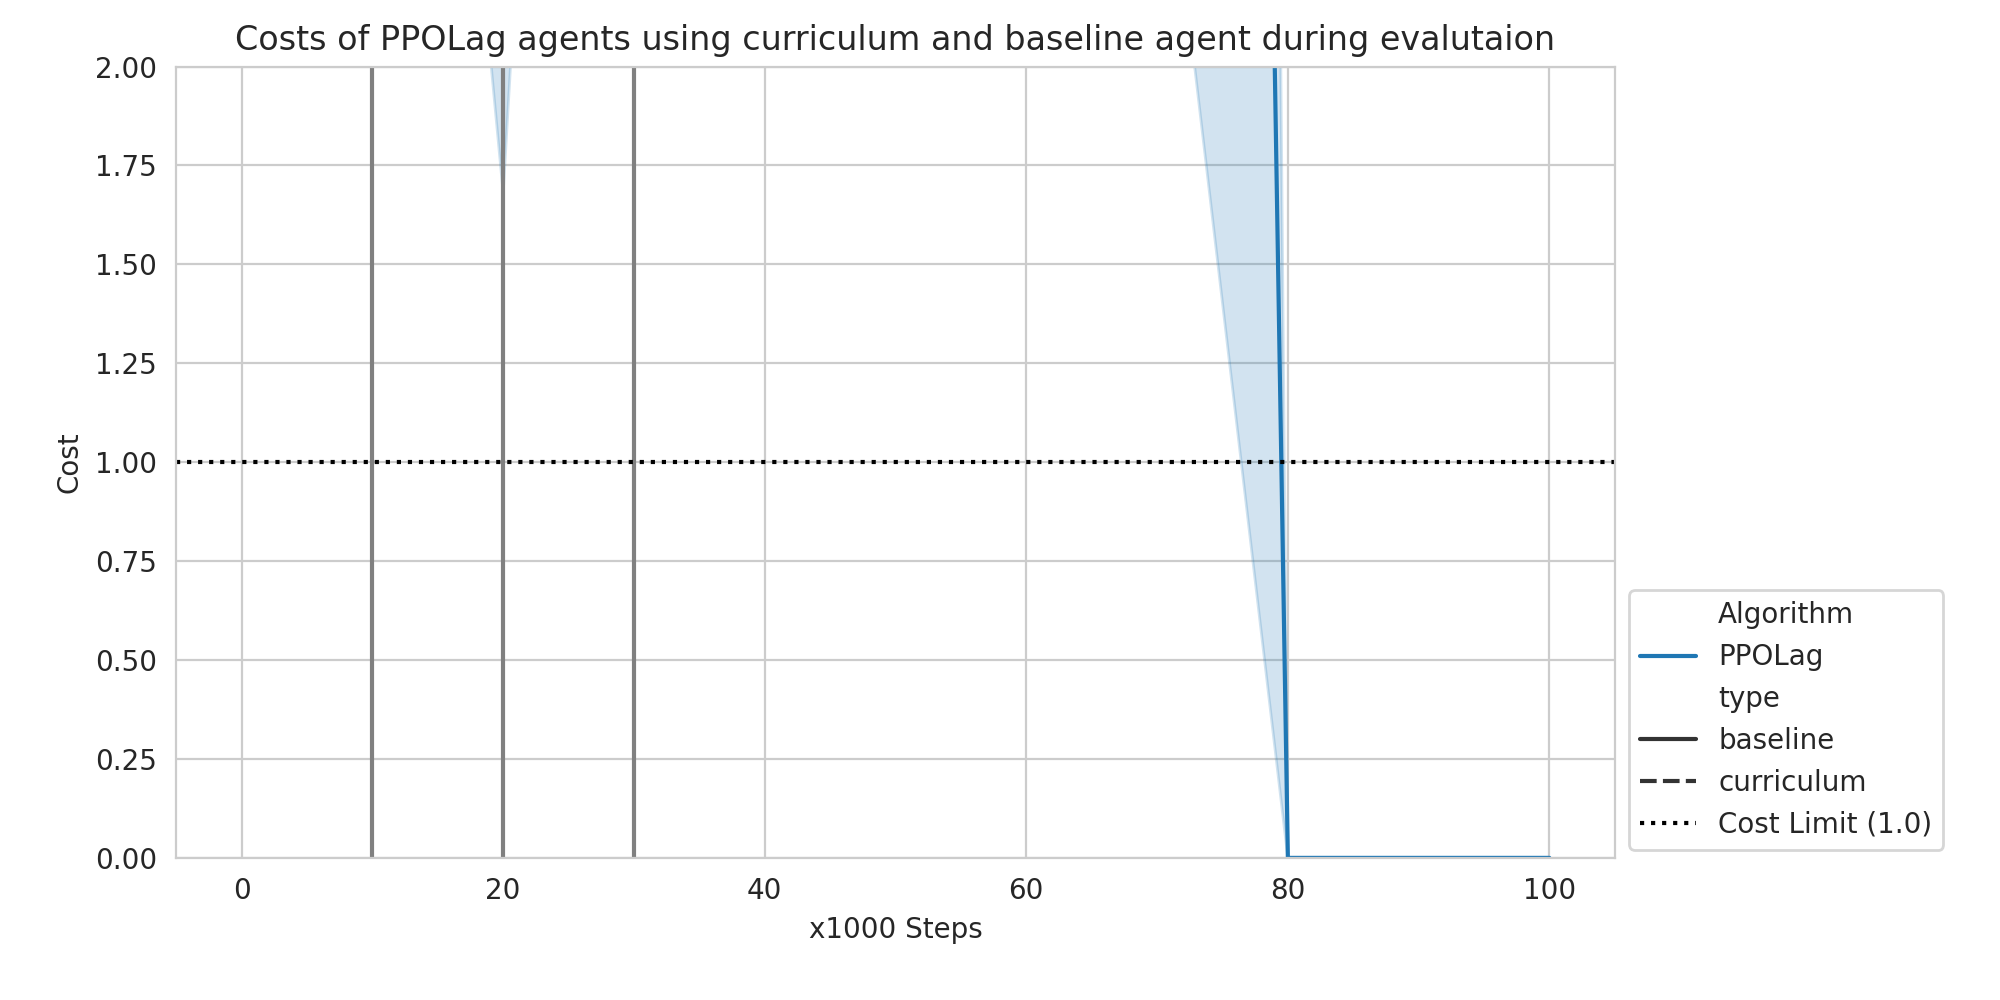 Costs of PPOLag agents using curriculum and baseline agent during evalutaion
2.00
1.75
1.50
1.25
1.00
0.75
0.50
0.25
0.00
Cost
0 20 40 60 80 100
x1000 Steps
Algorithm
PPOLag
type
baseline
curriculum
Cost Limit (1.0)